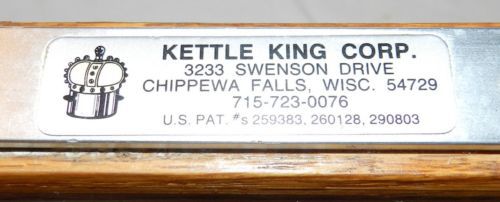 KETTLE KING CORP.
3233 SWENSON DRIVE
CHIPPEWA FALLS, WISC. 54729
715-723-0076
U.S. PAT. #s 259383, 260128, 290803